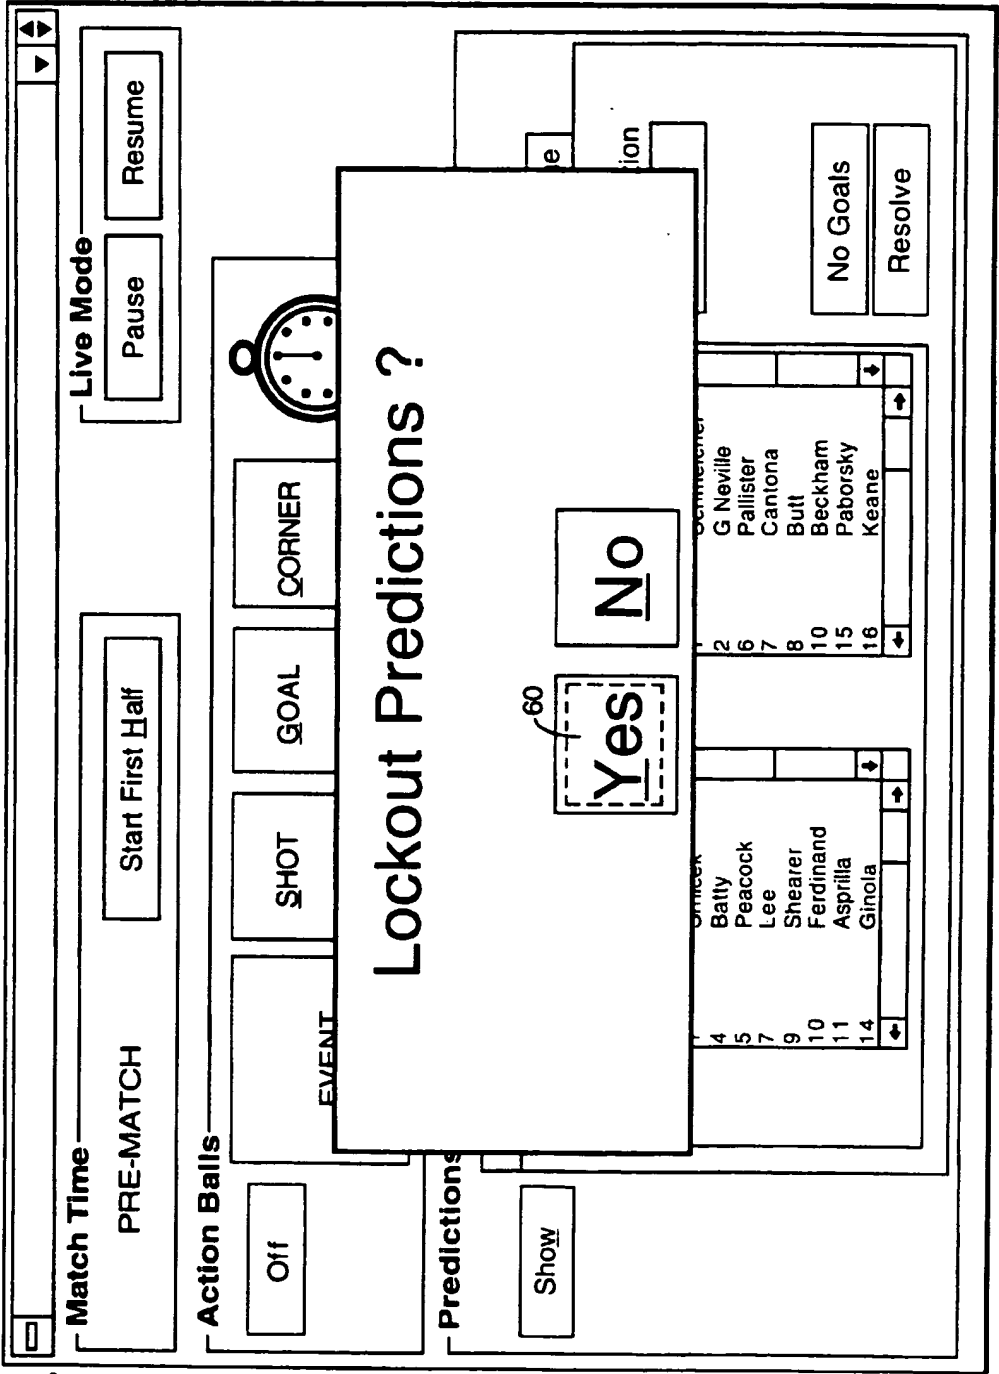 Match Time
PRE-MATCH
Start First Half
Live Mode
Pause
Resume
Action Balls
Off
EVENT
SHOT
GOAL
CORNER
Lockout Predictions ?
60
Yes
No
Predictions
Show
4 Batty
5 Peacock
7 Lee
9 Shearer
10 Ferdinand
11 Asprilla
14 Ginola
2 G Neville
6 Pallister
7 Cantona
8 Butt
10 Beckham
15 Paborsky
16 Keane
ne
ion
No Goals
Resolve